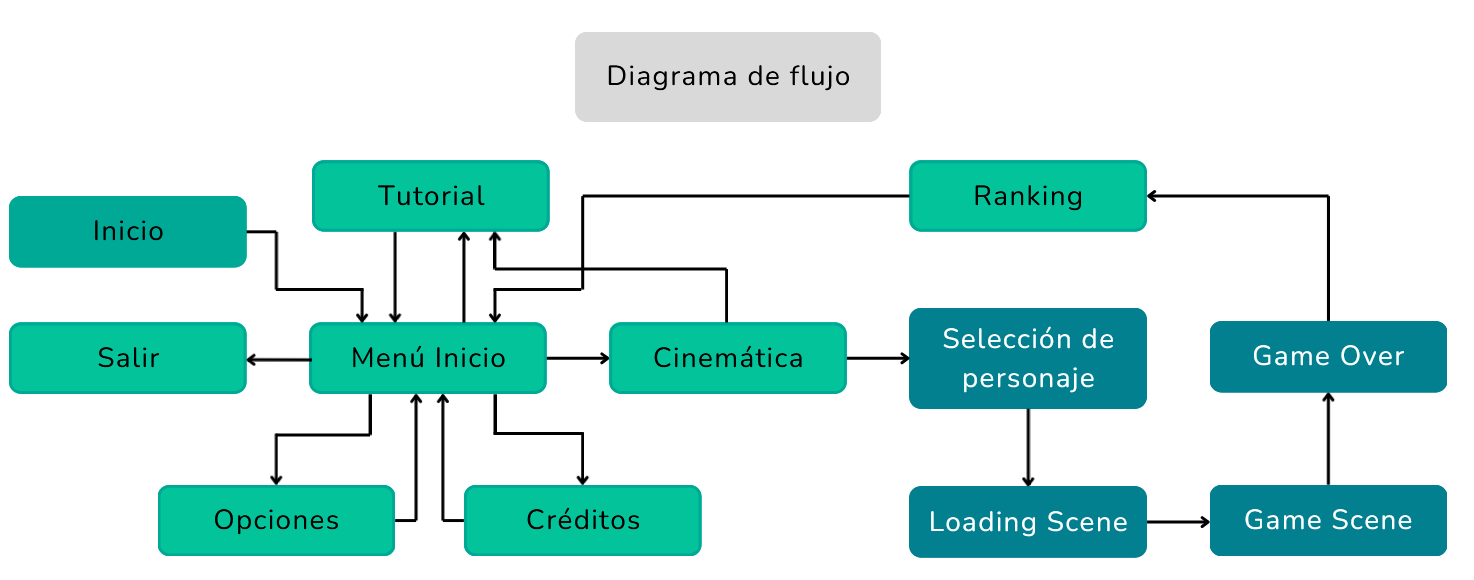 Diagrama de flujo
Tutorial
Ranking
Inicio
Salir
Menú Inicio
Cinemática
Selección de
personaje
Game Over
Opciones
Créditos
Loading Scene
Game Scene